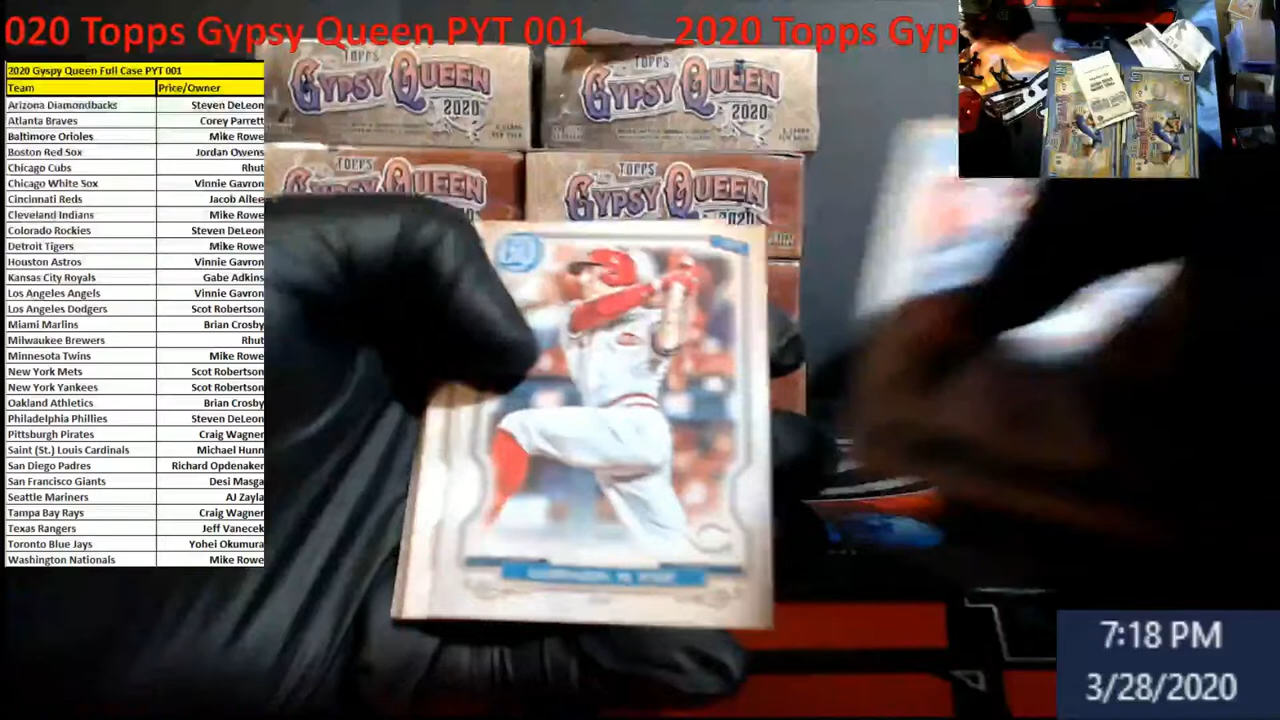 020 Topps Gypsy Queen PYT 001 2020 Topps Gyp
2020 Gyspy Queen Full Case PYT 001
Team Price/Owner
Arizona Diamondbacks Steven DeLeon
Atlanta Braves Corey Parrett
Baltimore Orioles Mike Rowe
Boston Red Sox Jordan Owens
Chicago Cubs Rhut
Chicago White Sox Vinnie Gavron
Cincinnati Reds Jacob Ailee
Cleveland Indians Mike Rowe
Colorado Rockies Steven DeLeon
Detroit Tigers Mike Rowe
Houston Astros Vinnie Gavron
Kansas City Royals Gabe Adkins
Los Angeles Angels Vinnie Gavron
Los Angeles Dodgers Scot Robertson
Miami Marlins Brian Crosby
Milwaukee Brewers Rhut
Minnesota Twins Mike Rowe
New York Mets Scot Robertson
New York Yankees Scot Robertson
Oakland Athletics Brian Crosby
Philadelphia Phillies Steven DeLeon
Pittsburgh Pirates Craig Wagner
Saint (St.) Louis Cardinals Michael Hunn
San Diego Padres Richard Opdenaker
San Francisco Giants Desi Masga
Seattle Mariners AJ Zayla
Tampa Bay Rays Craig Wagner
Texas Rangers Jeff Vanecek
Toronto Blue Jays Yohei Okumura
Washington Nationals Mike Rowe
TOPPS
GYPSY QUEEN
2020
TOPPS
GYPSY QUEEN
2020
TOPPS
GYPSY QUEEN
TOPPS
GYPSY QUEEN
2020
7:18 PM
3/28/2020